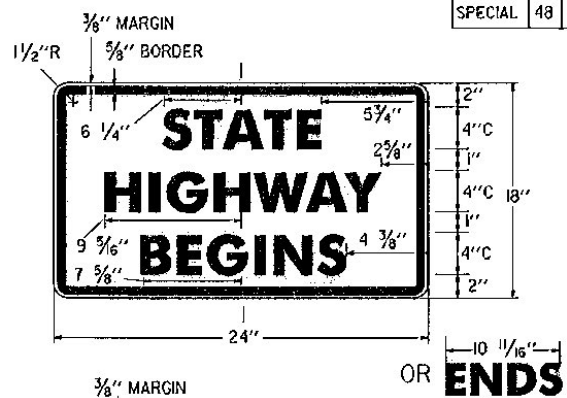 SPECIAL 48
3/8" MARGIN
1 1/2"R 5/8" BORDER
2"
6 1/4" 5 3/4"
STATE
4"C
2 5/8" 1"
HIGHWAY
4"C 18"
1"
9 5/16" 4 3/8"
BEGINS
4"C
7 5/8"
2"
24"
10 11/16"
3/8" MARGIN
OR ENDS